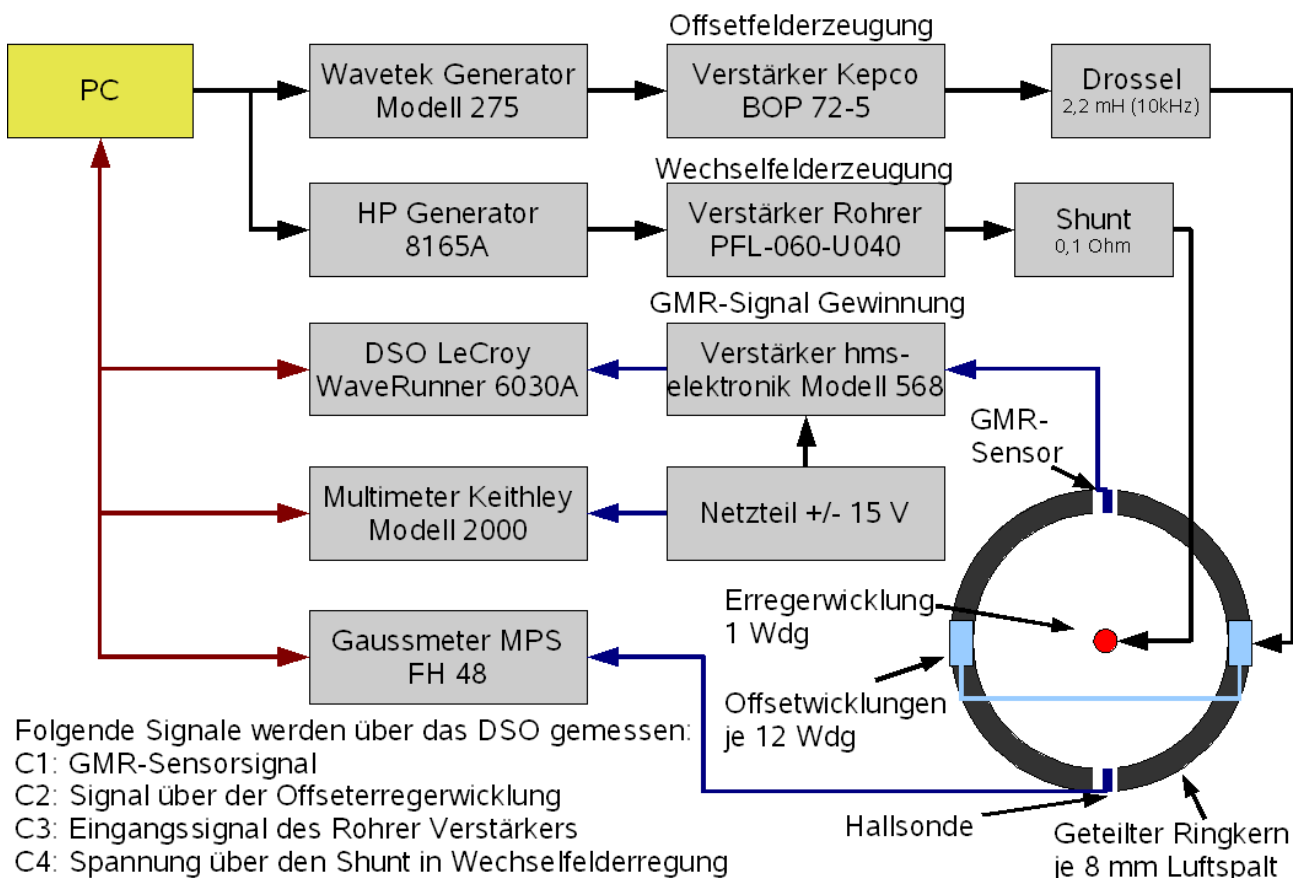 Offsetfelderzeugung
PC
Wavetek Generator
Modell 275
Verstärker Kepco
BOP 72-5
Drossel
2,2 mH (10kHz)
Wechselfelderzeugung
HP Generator
8165A
Verstärker Rohrer
PFL-060-U040
Shunt
0,1 Ohm
GMR-Signal Gewinnung
DSO LeCroy
WaveRunner 6030A
Verstärker hms-
elektronik Modell 568
GMR-
Sensor
Multimeter Keithley
Modell 2000
Netzteil +/- 15 V
Erregerwicklung
1 Wdg
Gaussmeter MPS
FH 48
Offsetwicklungen
je 12 Wdg
Hallsonde
Geteilter Ringkern
je 8 mm Luftspalt
Folgende Signale werden über das DSO gemessen:
C1: GMR-Sensorsignal
C2: Signal über der Offseterregerwicklung
C3: Eingangssignal des Rohrer Verstärkers
C4: Spannung über den Shunt in Wechselfelderregung